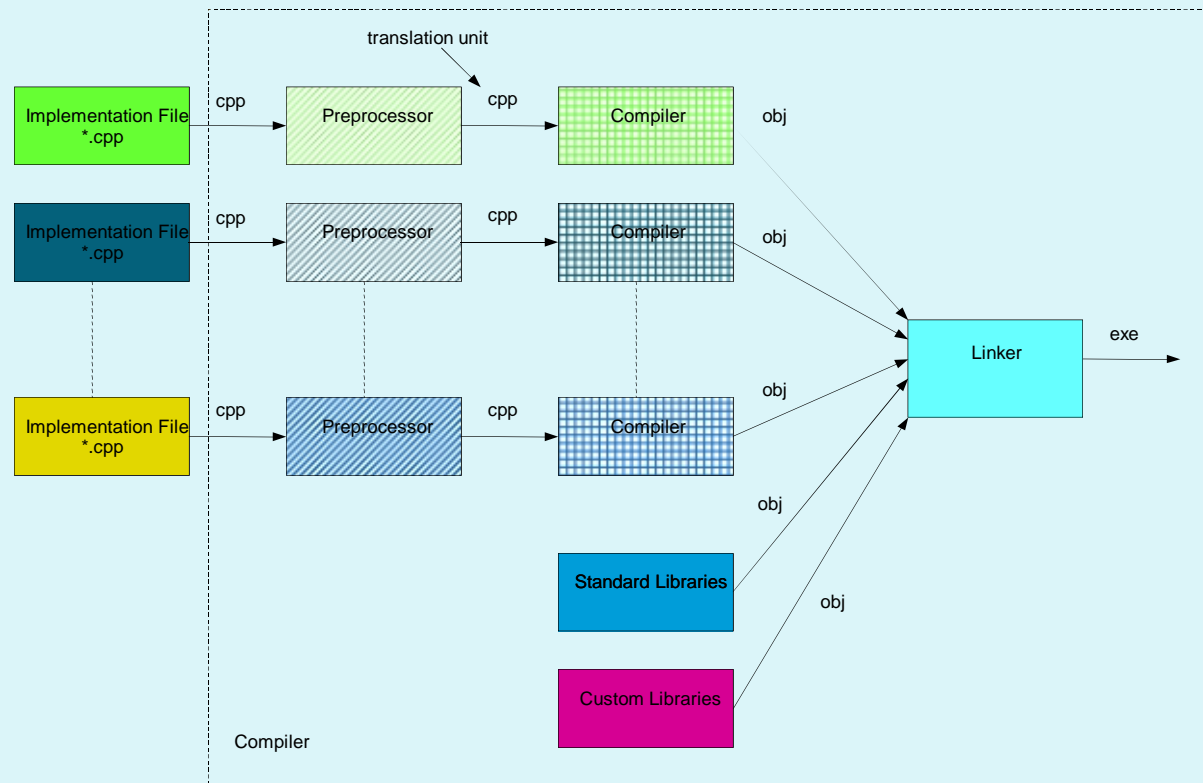 translation unit
Implementation File
*.cpp
cpp
Preprocessor
cpp
Compiler
obj
Implementation File
*.cpp
cpp
Preprocessor
cpp
Compiler
obj
Linker
exe
Implementation File
*.cpp
cpp
Preprocessor
cpp
Compiler
obj
obj
Standard Libraries
obj
Custom Libraries
Compiler